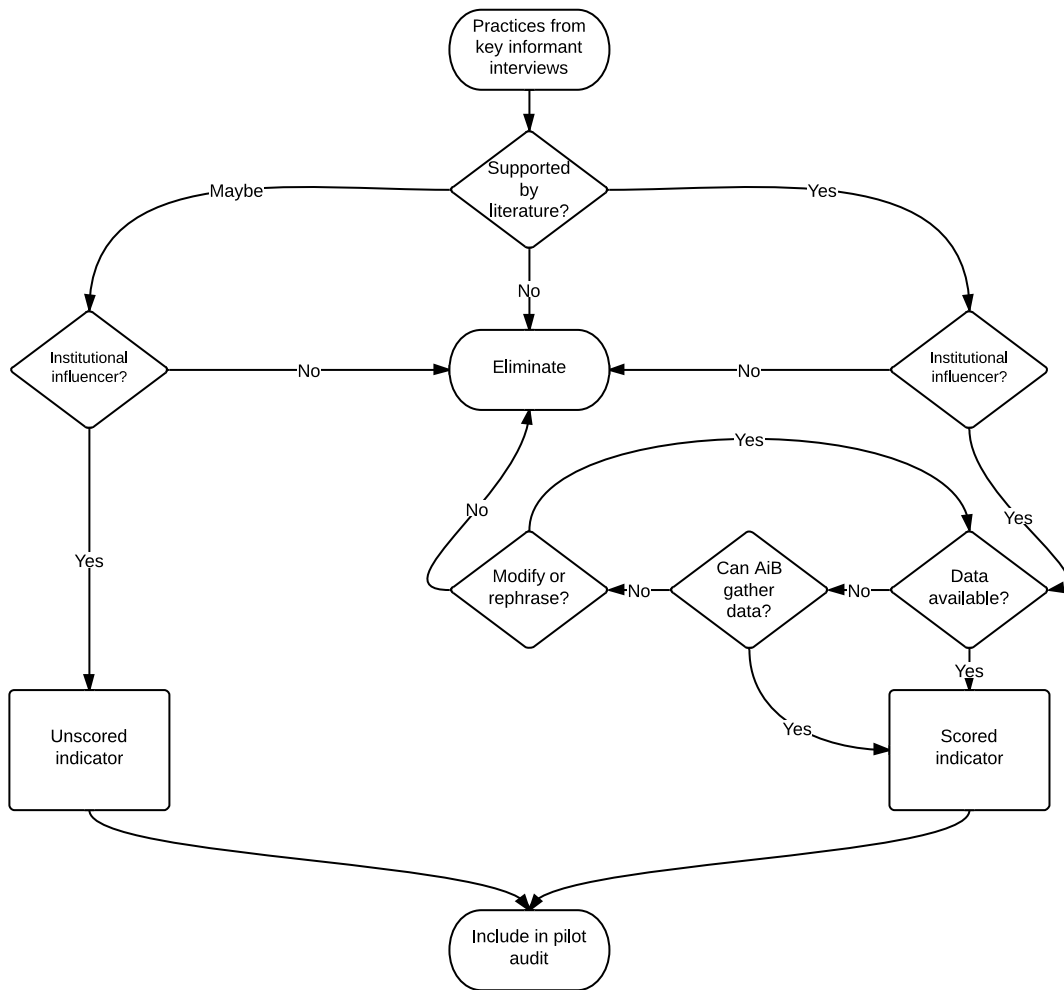 Practices from
key informant
interviews
Supported
by
literature?
Maybe
Yes
No
Institutional
influencer?
No
Eliminate
No
Institutional
influencer?
Yes
No
Yes
Yes
Modify or
rephrase?
No
Can AiB
gather
data?
No
Data
available?
Yes
Yes
Unscored
indicator
Scored
indicator
Include in pilot
audit